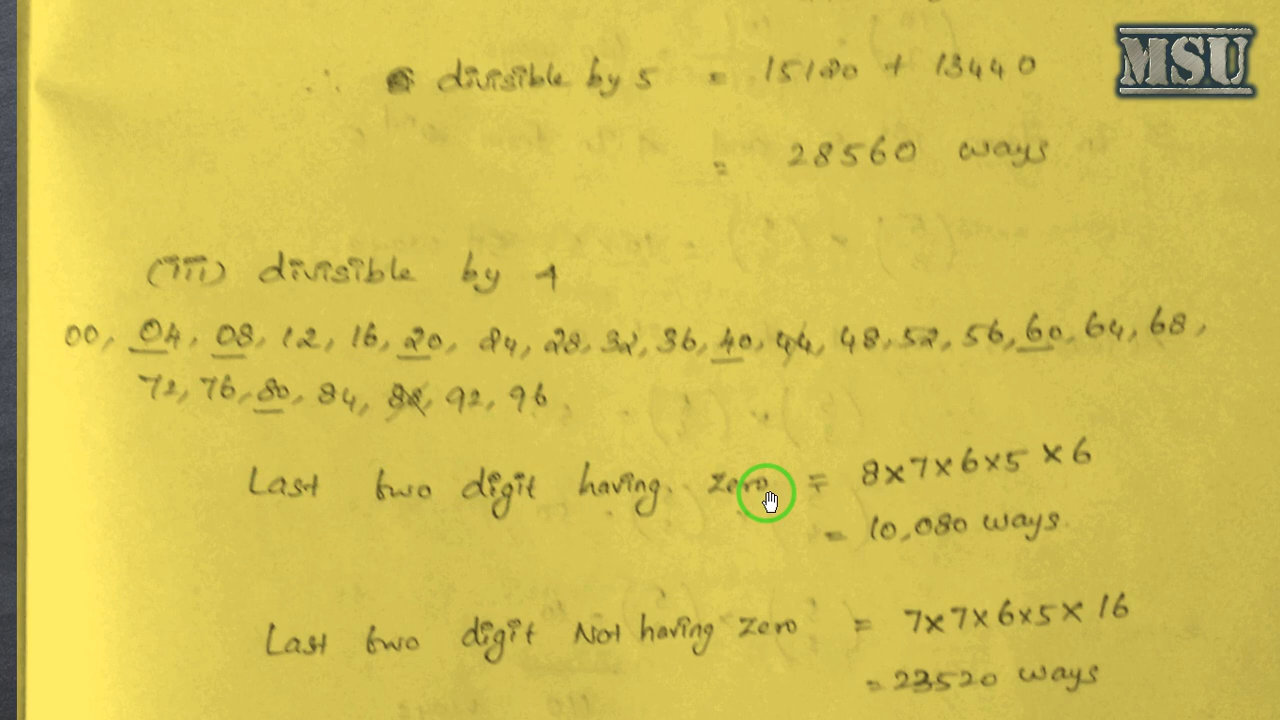 MSU
∴ divisible by 5 = 15120 + 13440
= 28560 ways
(iii) divisible by 4
00, 04, 08, 12, 16, 20, 24, 28, 32, 36, 40, 44, 48, 52, 56, 60, 64, 68,
72, 76, 80, 84, 88, 92, 96
Last two digit having zero = 8×7×6×5×6
= 10,080 ways.
Last two digit Not having zero = 7×7×6×5×16
= 23520 ways